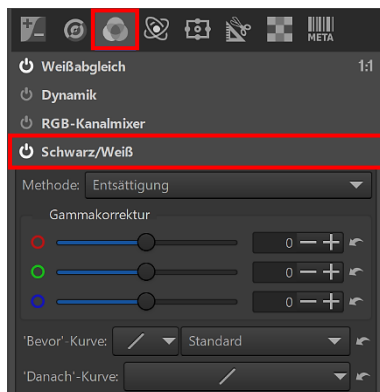 META
Weißabgleich 1:1
Dynamik
RGB-Kanalmixer
Schwarz/Weiß
Methode: Entsättigung
Gammakorrektur
0
0
0
'Bevor'-Kurve: Standard
'Danach'-Kurve: